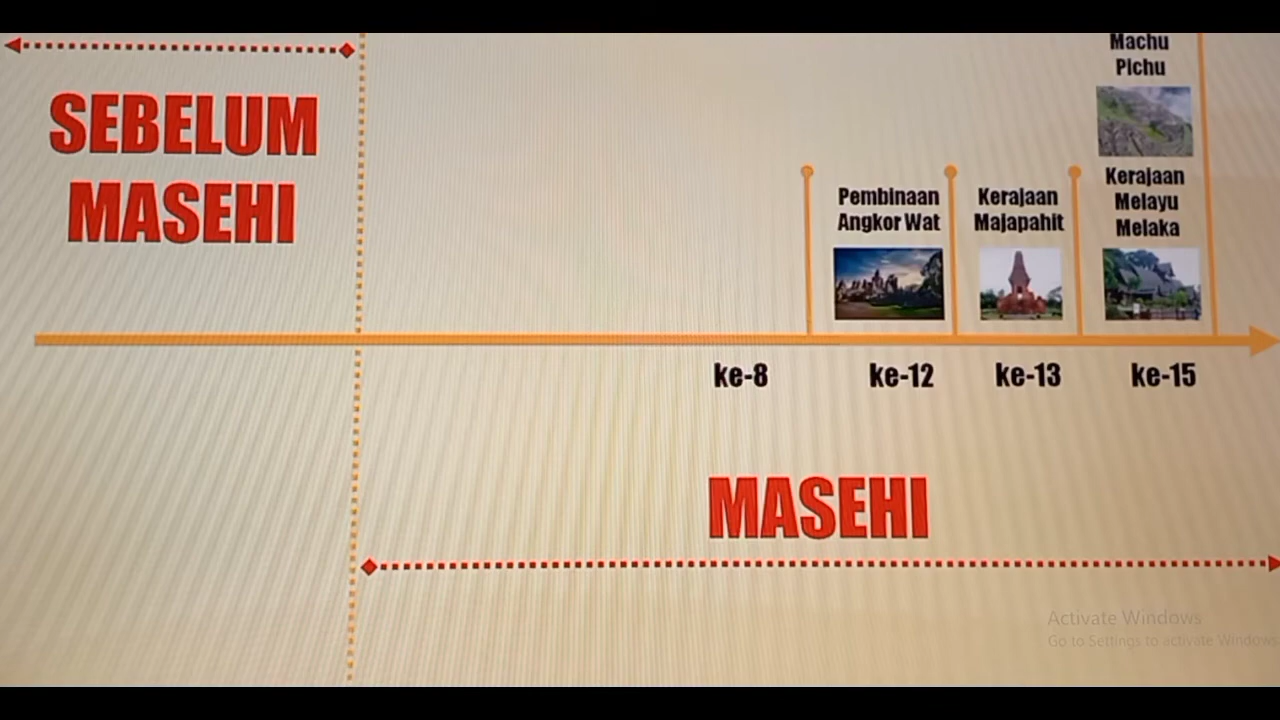 SEBELUM
MASEHI
Machu
Pichu
Pembinaan
Angkor Wat
Kerajaan
Majapahit
Kerajaan
Melayu
Melaka
ke-8
ke-12
ke-13
ke-15
MASEHI
Activate Windows
Go to Settings to activate Windows.